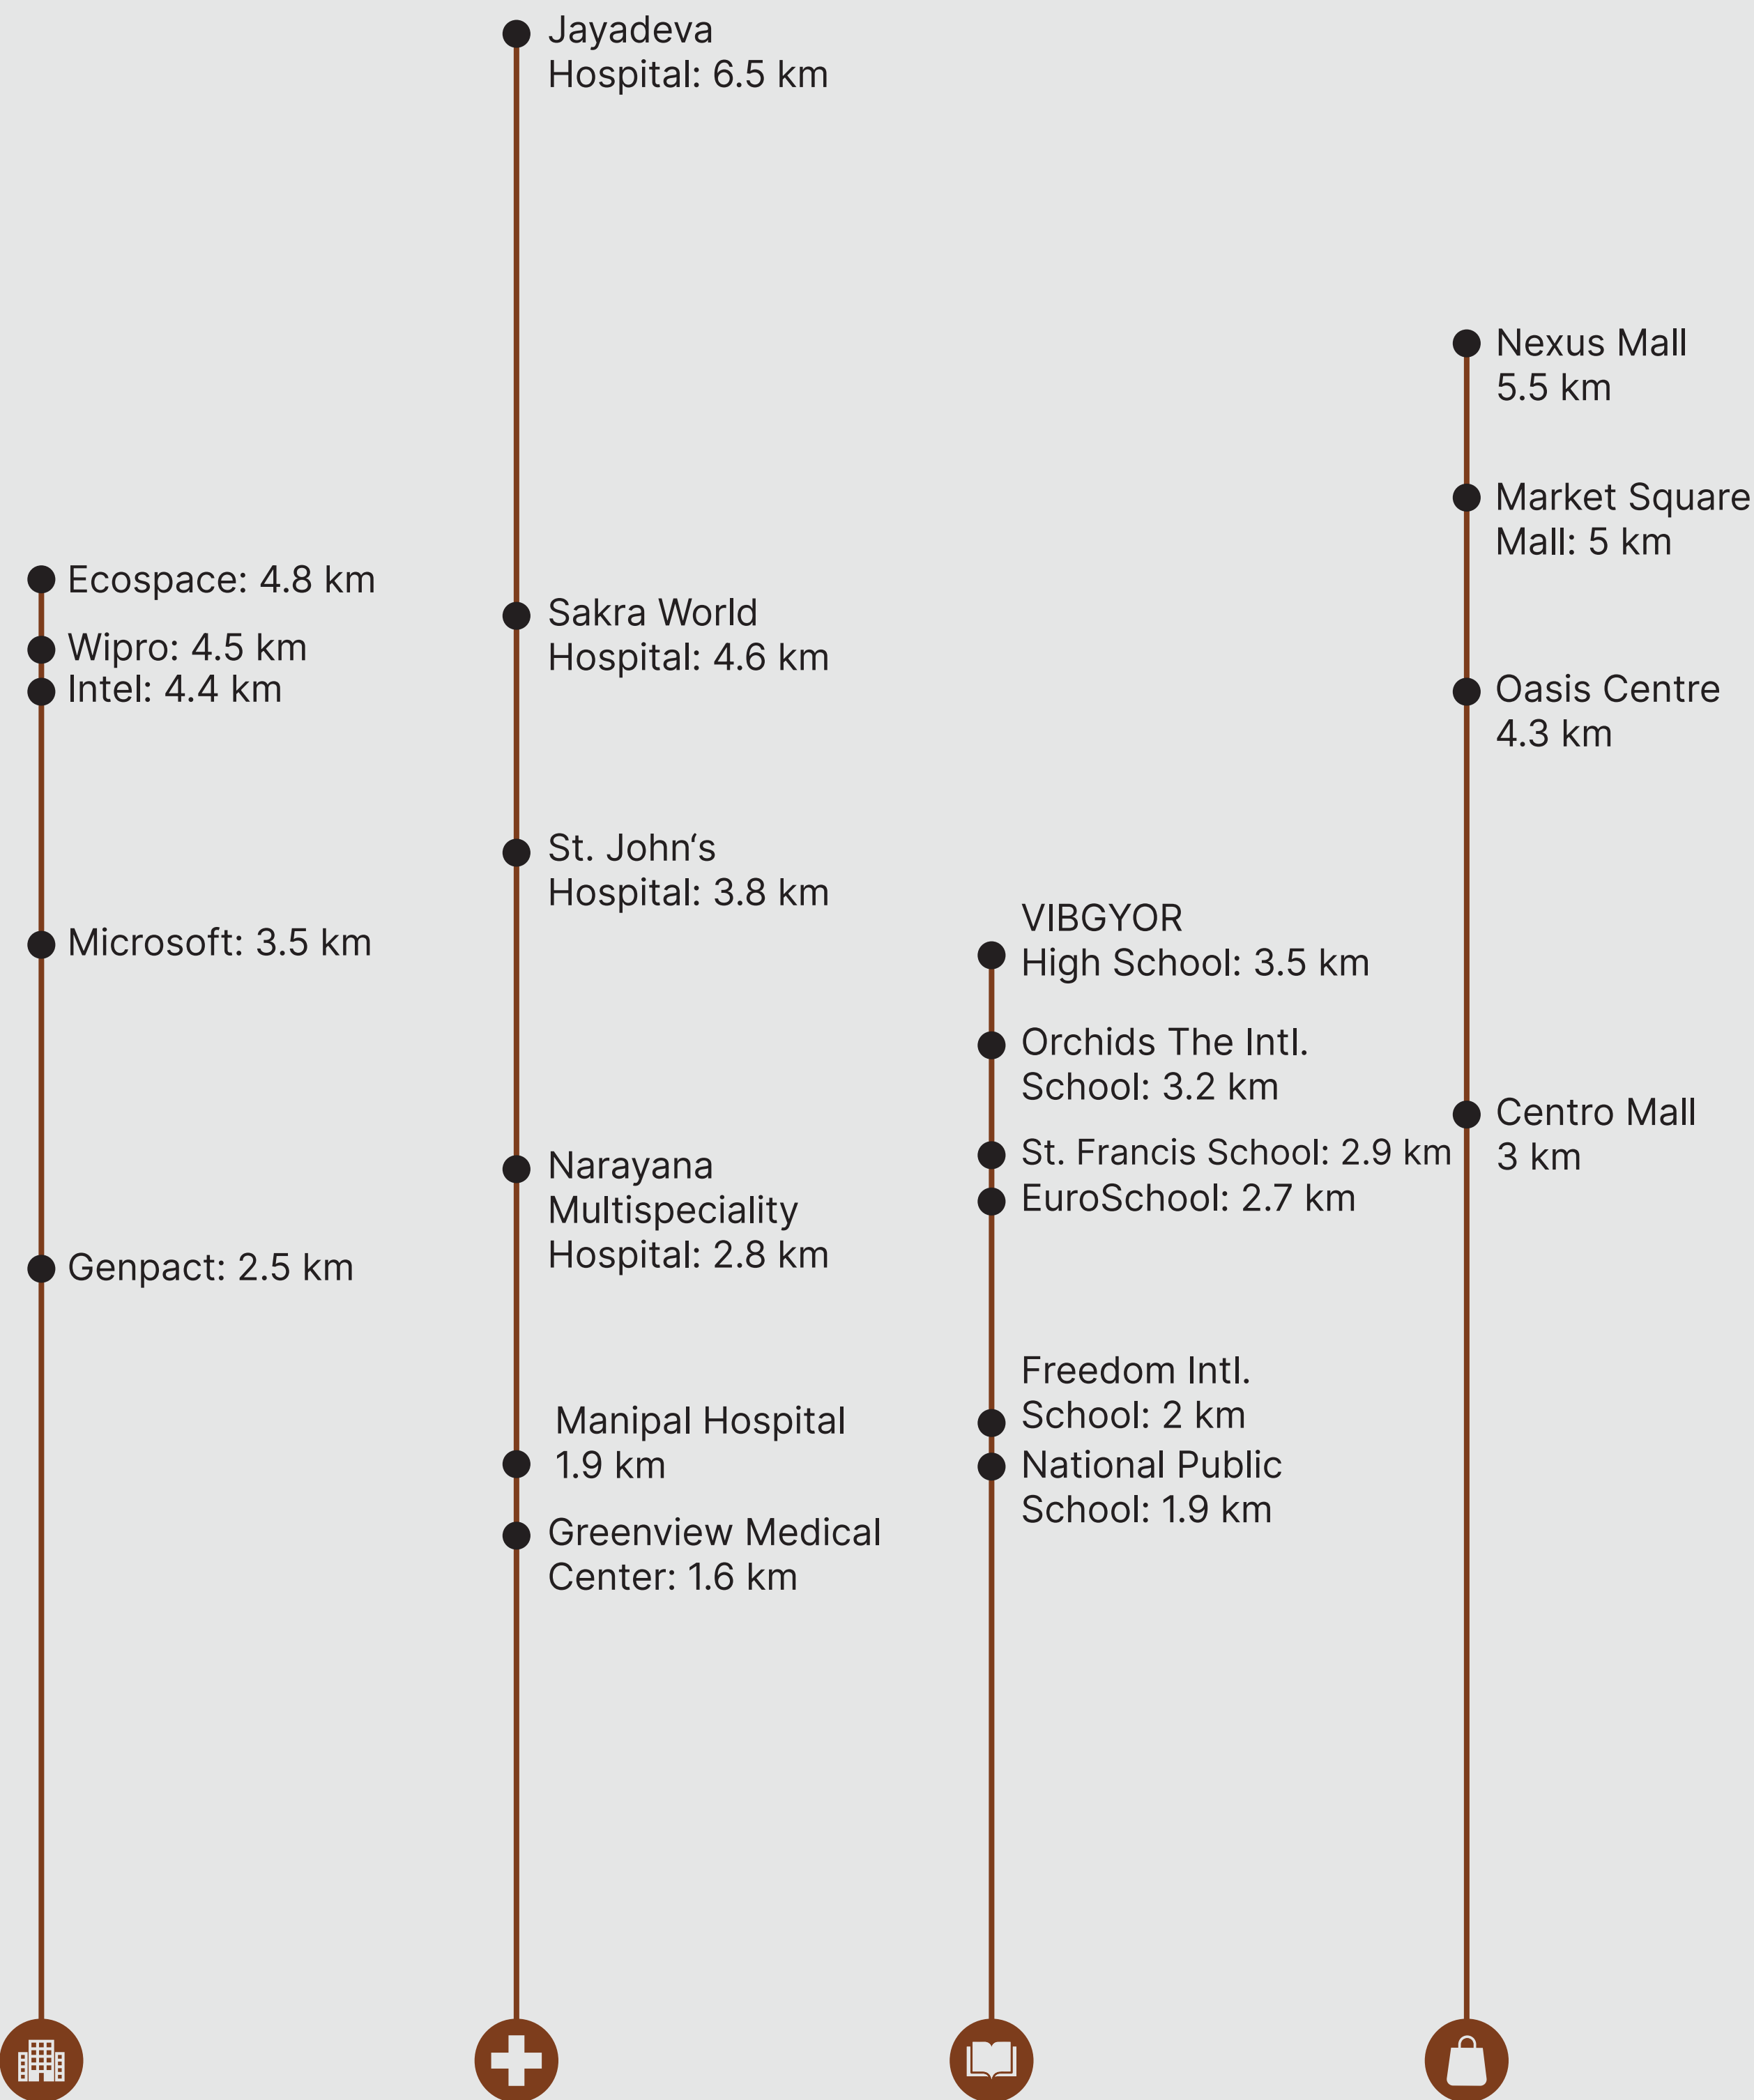 Ecospace: 4.8 km
Wipro: 4.5 km
Intel: 4.4 km
Microsoft: 3.5 km
Genpact: 2.5 km
Jayadeva
Hospital: 6.5 km
Sakra World
Hospital: 4.6 km
St. John‘s
Hospital: 3.8 km
Narayana
Multispeciality
Hospital: 2.8 km
Manipal Hospital
1.9 km
Greenview Medical
Center: 1.6 km
VIBGYOR
High School: 3.5 km
Orchids The Intl.
School: 3.2 km
St. Francis School: 2.9 km
EuroSchool: 2.7 km
Freedom Intl.
School: 2 km
National Public
School: 1.9 km
Nexus Mall
5.5 km
Market Square
Mall: 5 km
Oasis Centre
4.3 km
Centro Mall
3 km